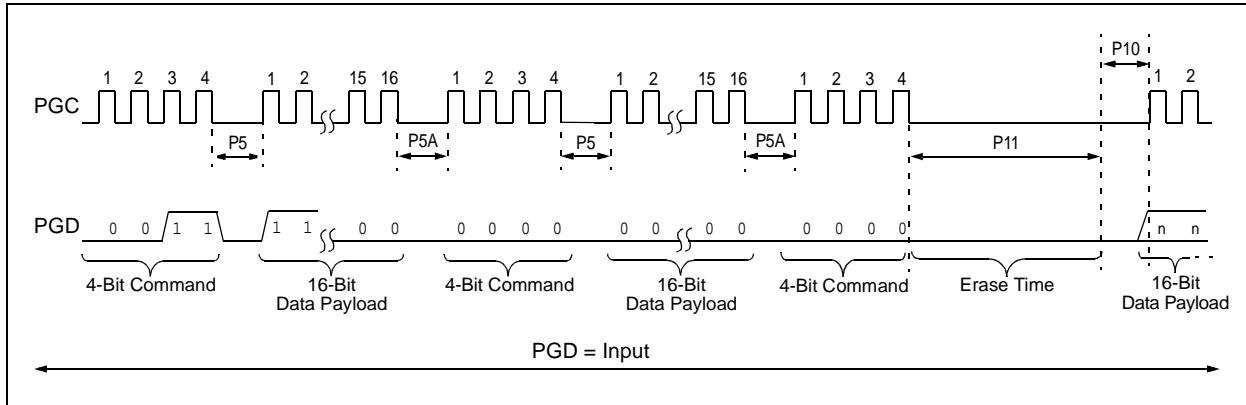 P10
1 2 3 4 1 2 15 16 1 2 3 4 1 2 15 16 1 2 3 4 1 2
PGC
P5 P5A P5 P5A P11
PGD 0 0 1 1 1 1 0 0 0 0 0 0 0 0 0 0 0 0 0 0 n n
4-Bit Command 16-Bit Data Payload 4-Bit Command 16-Bit Data Payload 4-Bit Command Erase Time 16-Bit Data Payload
PGD = Input